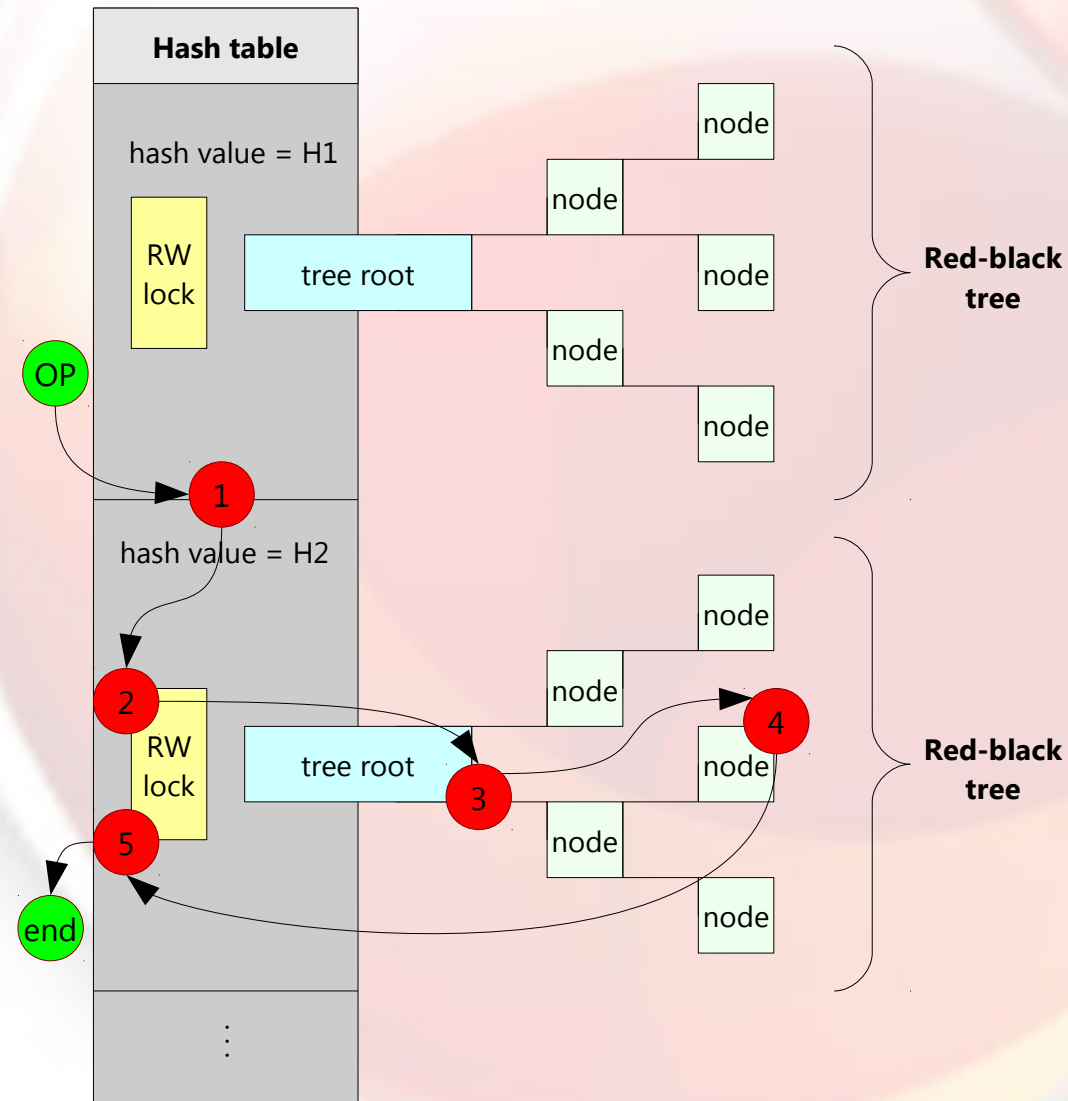 Hash table
hash value = H1
node
node
RW
lock
tree root
node
Red-black
tree
node
OP
node
1
hash value = H2
node
node
2
4
RW
lock
tree root
node
Red-black
tree
3
node
5
node
end
⋮